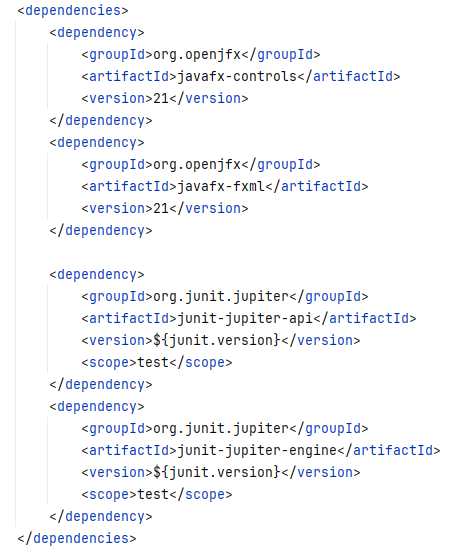 <dependencies>
    <dependency>
        <groupId>org.openjfx</groupId>
        <artifactId>javafx-controls</artifactId>
        <version>21</version>
    </dependency>
    <dependency>
        <groupId>org.openjfx</groupId>
        <artifactId>javafx-fxml</artifactId>
        <version>21</version>
    </dependency>

    <dependency>
        <groupId>org.junit.jupiter</groupId>
        <artifactId>junit-jupiter-api</artifactId>
        <version>${junit.version}</version>
        <scope>test</scope>
    </dependency>
    <dependency>
        <groupId>org.junit.jupiter</groupId>
        <artifactId>junit-jupiter-engine</artifactId>
        <version>${junit.version}</version>
        <scope>test</scope>
    </dependency>
</dependencies>